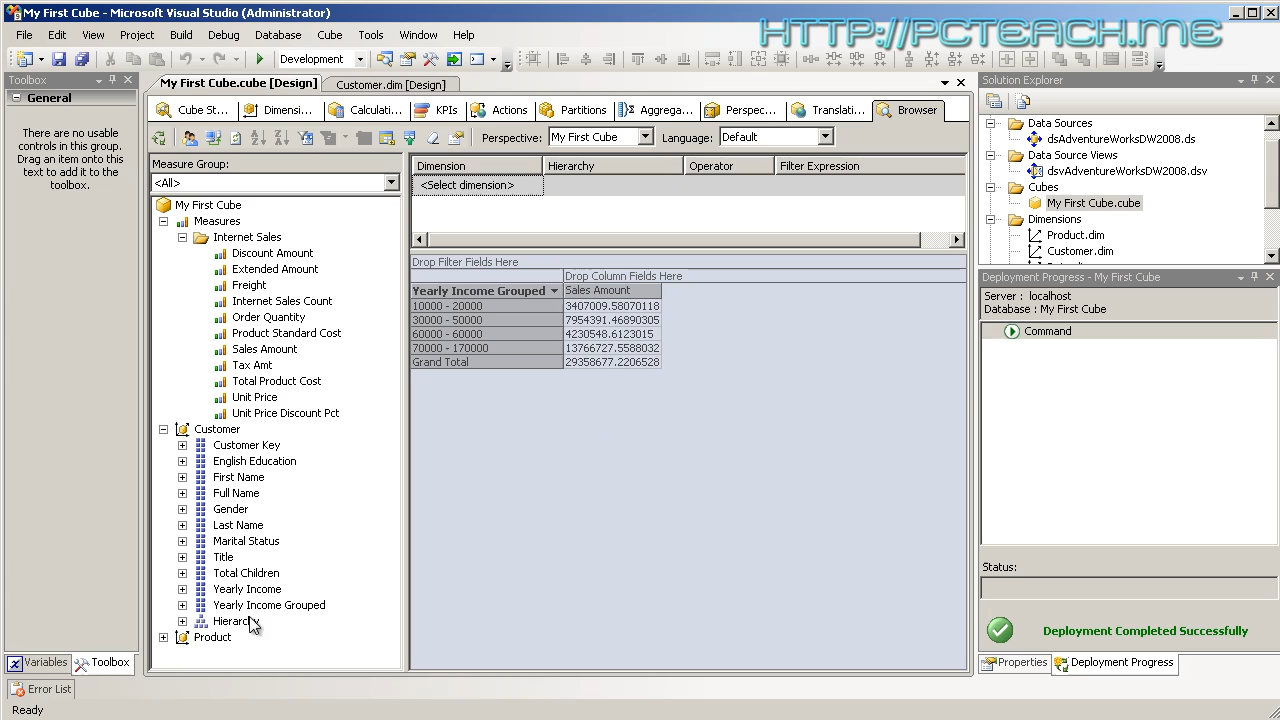 My First Cube - Microsoft Visual Studio (Administrator)
HTTP://PCTEACH.ME
File
Project
Build
Cube
Tools
Window
Help
Development
Toolbox
General
There are no usable
controls in this group.
Drag an item onto this
text to add it to the
toolbox.
Variables
Toolbox
My First Cube.cube [Design]
Customer.dim [Design]
Cube St...
Dimensi...
Calculati...
KPIs
Actions
Partitions
Aggrega...
Perspec...
Translati...
Browser
Perspective:
My First Cube
Language:
Default
Measure Group:
<All>
My First Cube
Measures
Internet Sales
Discount Amount
Extended Amount
Freight
Internet Sales Count
Order Quantity
Product Standard Cost
Sales Amount
Tax Amt
Total Product Cost
Unit Price
Unit Price Discount Pct
Customer
Customer Key
English Education
First Name
Full Name
Gender
Last Name
Marital Status
Title
Total Children
Yearly Income
Yearly Income Grouped
Hierarchy
Product
Dimension Hierarchy Operator Filter Expression
<Select dimension>
Drop Filter Fields Here
Drop Column Fields Here
Yearly Income Grouped Sales Amount
10000 - 20000 3407009.58070118
30000 - 50000 7954391.46890305
60000 - 60000 4230548.6123015
70000 - 170000 13766727.5588032
Grand Total 29358677.2206528
Solution Explorer
Data Sources
dsAdventureWorksDW2008.ds
Data Source Views
dsvAdventureWorksDW2008.dsv
Cubes
My First Cube.cube
Dimensions
Product.dim
Customer.dim
Deployment Progress - My First Cube
Server : localhost
Database : My First Cube
Command
Status:
Deployment Completed Successfully
Properties
Deployment Progress
Error List
Ready